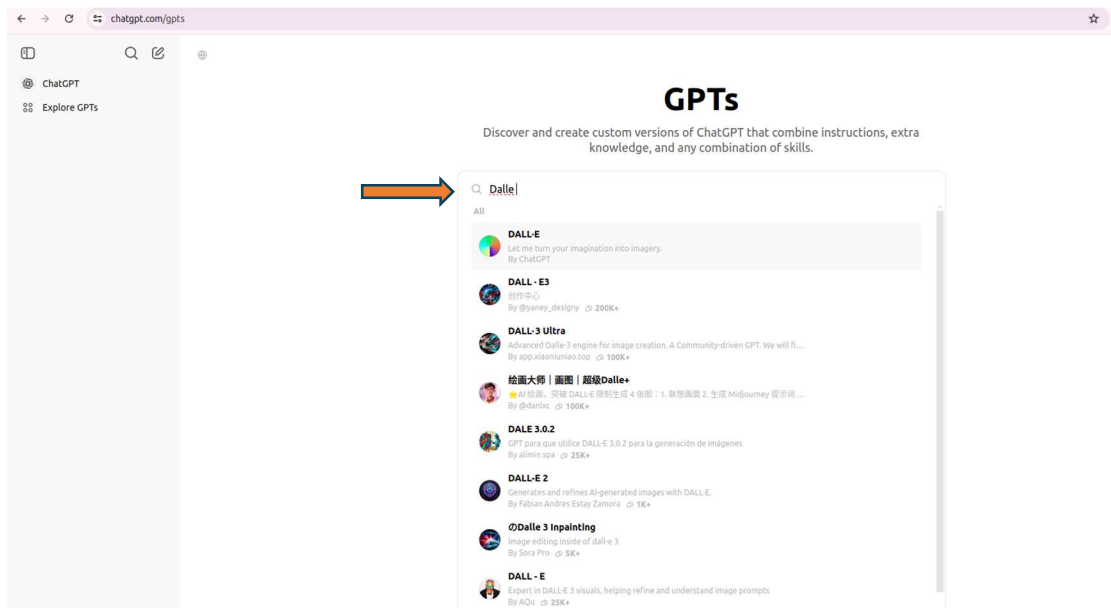 chatgpt.com/gpts
ChatGPT
Explore GPTs
GPTs
Discover and create custom versions of ChatGPT that combine instructions, extra
knowledge, and any combination of skills.
Dalle
All
DALL·E
Let me turn your imagination into imagery.
By ChatGPT
DALL · E3
创作中心
By @yaney_designy 200K+
DALL·3 Ultra
Advanced Dalle-3 engine for image creation. A Community-driven GPT. We will fi...
By app.xiaoniuniao.top 100K+
绘画大师｜画图｜超级Dalle+
⭐AI 绘画，突破 DALL·E 限制生成 4 张图：1. 联想画面 2. 生成 Midjourney 提示词 ...
By @danlxc 100K+
DALE 3.0.2
GPT para que utilice DALL·E 3.0.2 para la generación de imágenes
By alimin spa 25K+
DALL-E 2
Generates and refines AI-generated images with DALL·E.
By Fabian Andres Estay Zamora 1K+
のDalle 3 Inpainting
Image editing inside of dall-e 3
By Sora Pro 5K+
DALL - E
Expert in DALL·E 3 visuals, helping refine and understand image prompts
By AQu 25K+